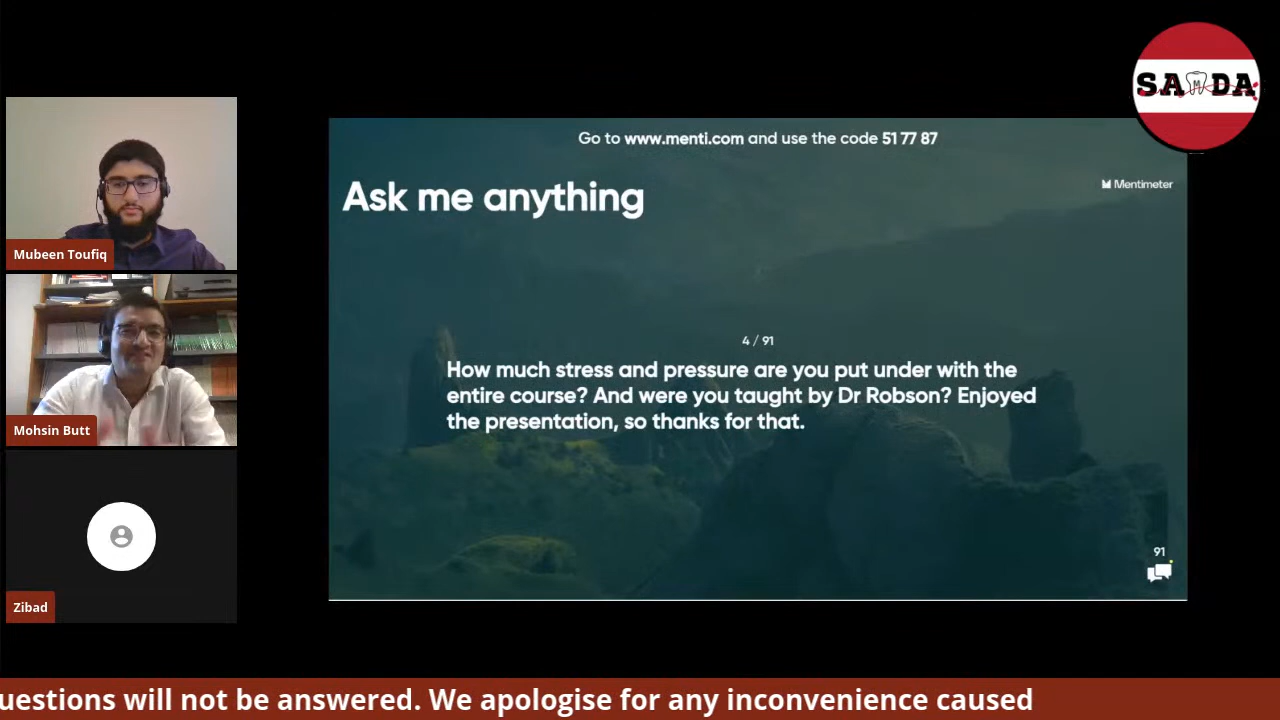 SAMDA
Go to www.menti.com and use the code 51 77 87
Mentimeter
Ask me anything
4 / 91
How much stress and pressure are you put under with the
entire course? And were you taught by Dr Robson? Enjoyed
the presentation, so thanks for that.
91
Mubeen Toufiq
Mohsin Butt
Zibad
uestions will not be answered. We apologise for any inconvenience caused